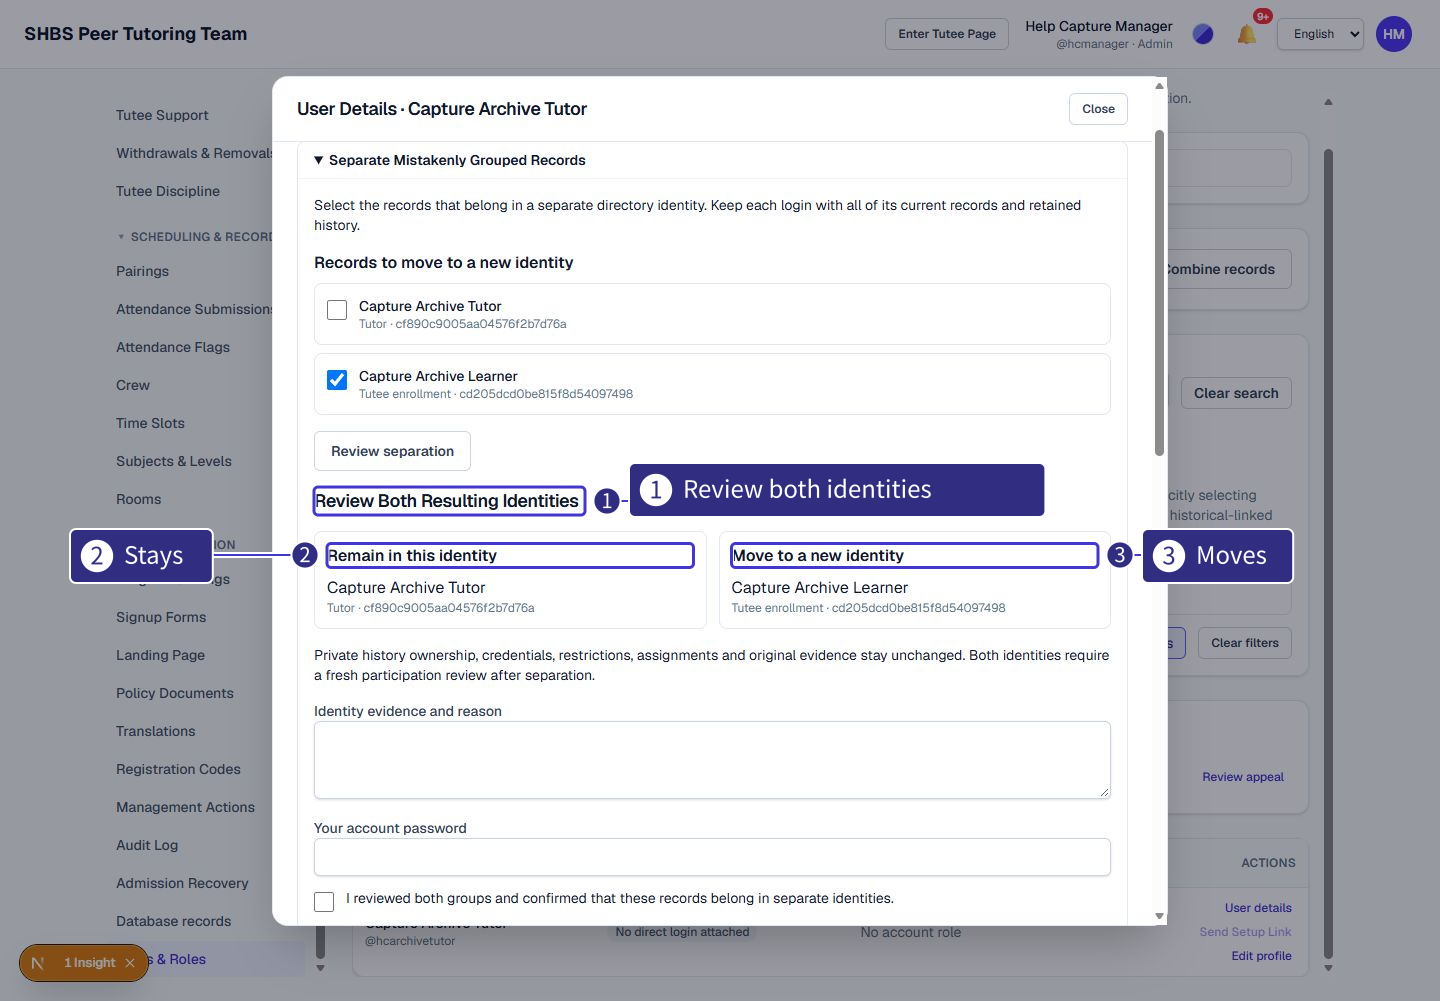 SHBS Peer Tutoring Team
Enter Tutee Page
Help Capture Manager
@hcmanager · Admin
9+
English
HM
Tutee Support
Withdrawals & Removals
Tutee Discipline
SCHEDULING & RECORD
Pairings
Attendance Submissions
Attendance Flags
Crew
Time Slots
Subjects & Levels
Rooms
ION
gs
Signup Forms
Landing Page
Policy Documents
Translations
Registration Codes
Management Actions
Audit Log
Admission Recovery
Database records
s & Roles
N 1 Insight ×
User Details · Capture Archive Tutor
Close
▼ Separate Mistakenly Grouped Records
Select the records that belong in a separate directory identity. Keep each login with all of its current records and retained
history.
Records to move to a new identity
Capture Archive Tutor
Tutor · cf890c9005aa04576f2b7d76a
Capture Archive Learner
Tutee enrollment · cd205dcd0be815f8d54097498
Review separation
Review Both Resulting Identities
1
1 Review both identities
2 Stays
2
Remain in this identity
Capture Archive Tutor
Tutor · cf890c9005aa04576f2b7d76a
Move to a new identity
Capture Archive Learner
Tutee enrollment · cd205dcd0be815f8d54097498
3
3 Moves
Private history ownership, credentials, restrictions, assignments and original evidence stay unchanged. Both identities require
a fresh participation review after separation.
Identity evidence and reason
Your account password
I reviewed both groups and confirmed that these records belong in separate identities.
tion.
Combine records
Clear search
citly selecting
historical-linked
s
Clear filters
Review appeal
ACTIONS
Capture Archive Tutor
@hcarchivetutor
No direct login attached
No account role
User details
Send Setup Link
Edit profile